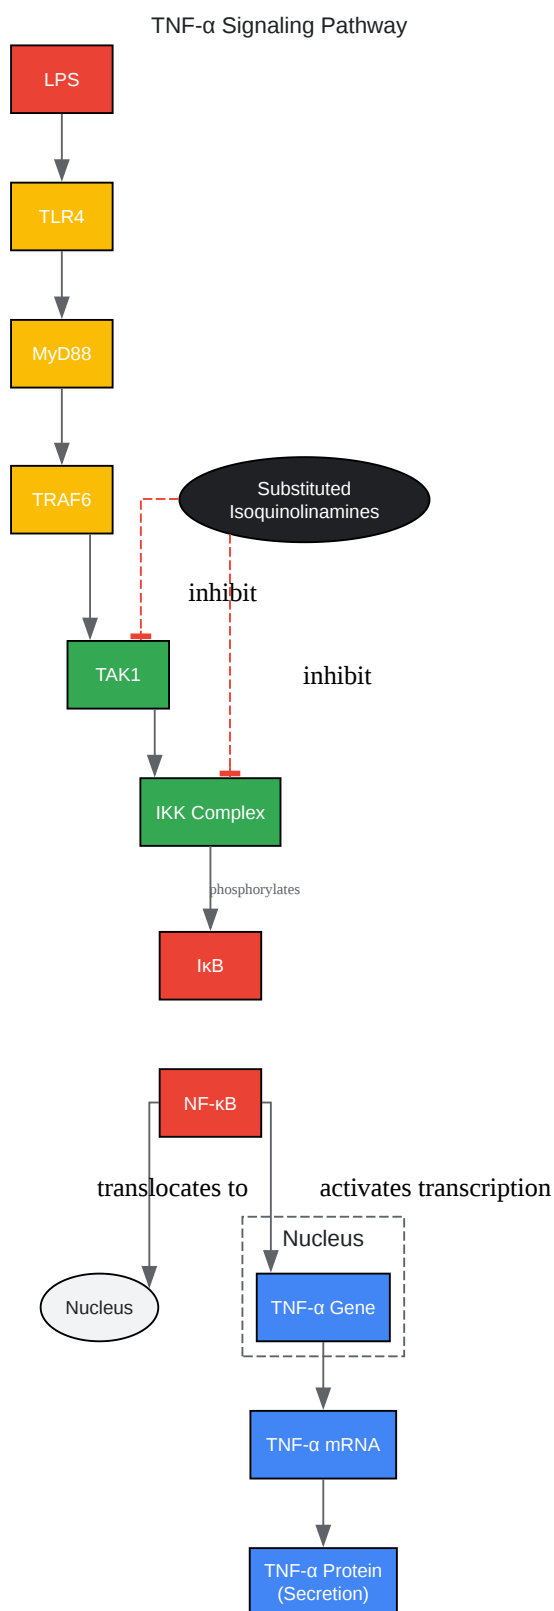 TNF-α Signaling Pathway
LPS
TLR4
MyD88
TRAF6
Substituted
Isoquinolinamines
inhibit
TAK1
inhibit
IKK Complex
phosphorylates
IκB
NF-κB
translocates to
activates transcription
Nucleus
Nucleus
TNF-α Gene
TNF-α mRNA
TNF-α Protein
(Secretion)